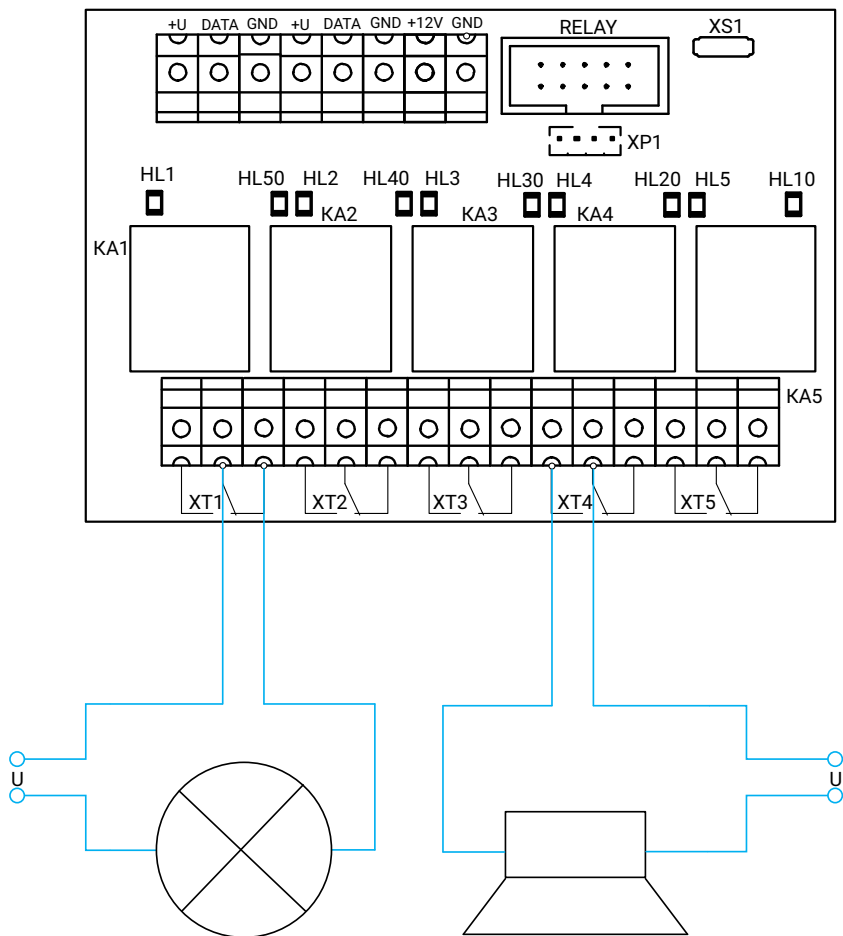 +U DATA GND +U DATA GND +12V GND
RELAY
XS1
XP1
HL1 HL50 HL2 HL40 HL3 HL30 HL4 HL20 HL5 HL10
KA1 KA2 KA3 KA4
KA5
XT1 XT2 XT3 XT4 XT5
U U